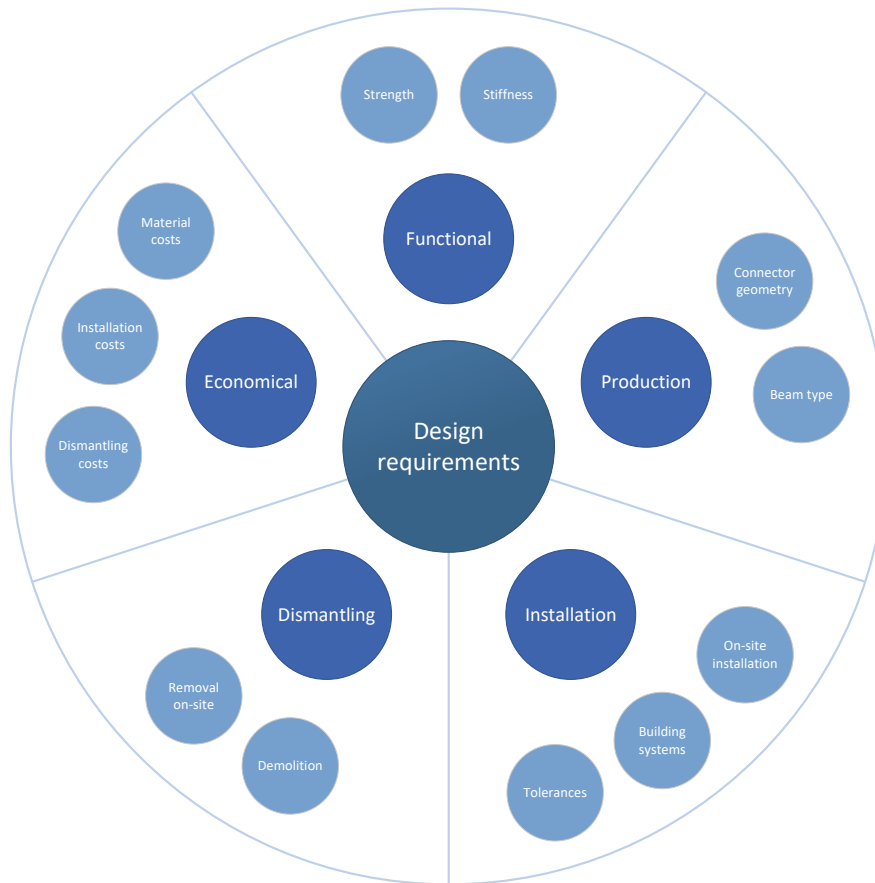 Strength
Stiffness
Functional
Material
costs
Installation
costs
Dismantling
costs
Economical
Connector
geometry
Beam type
Production
Design
requirements
Dismantling
Removal
on-site
Demolition
Installation
On-site
installation
Building
systems
Tolerances